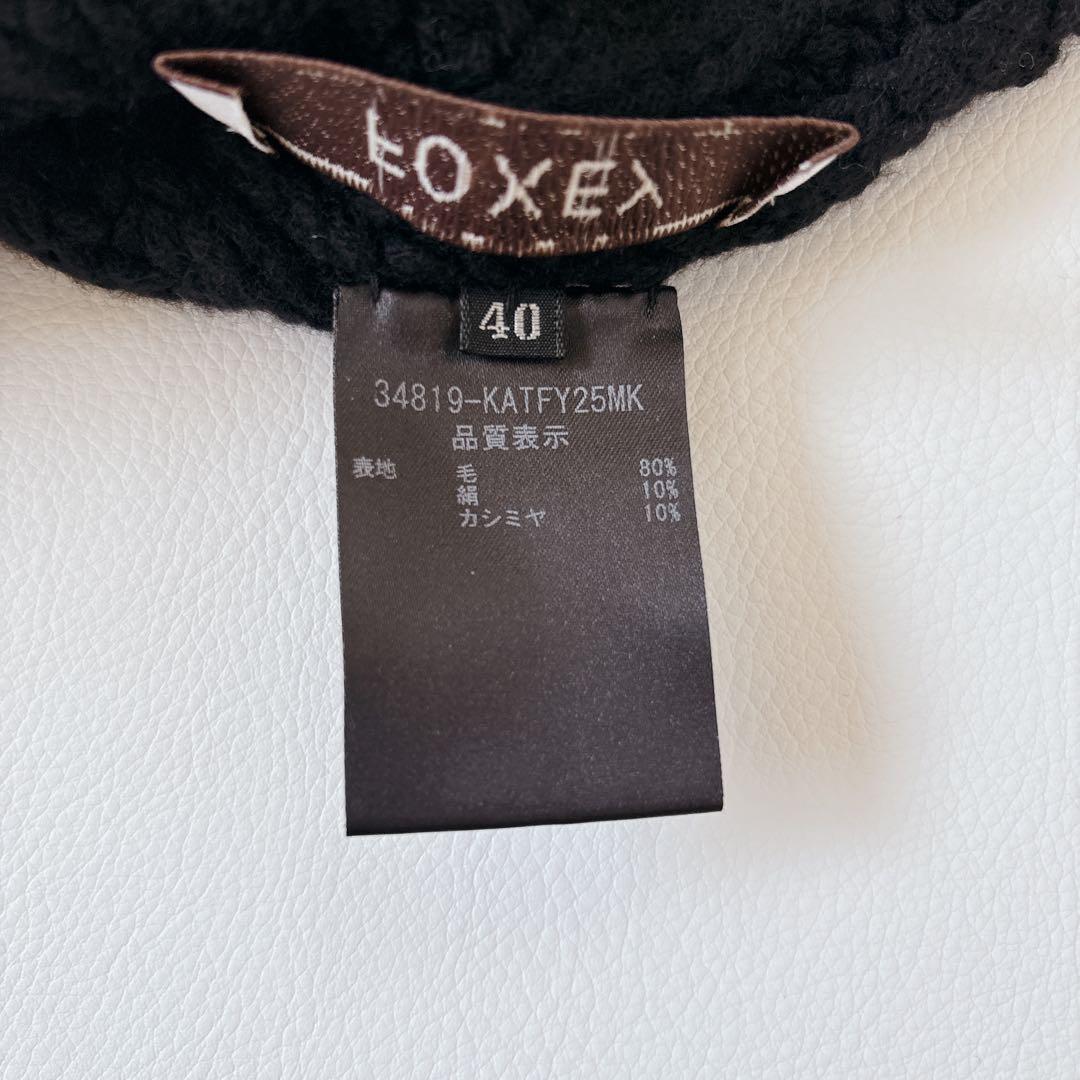 FOXEY
40
34819-KATFY25MK
品質表示
表地 毛 80%
絹 10%
カシミヤ 10%